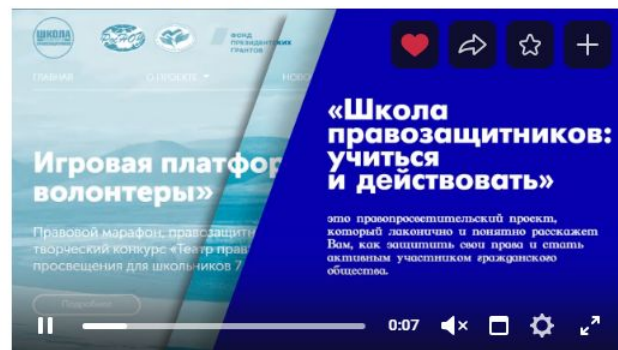 ШКОЛА
ФОНД
ПРЕЗИДЕНТСКИХ
ГРАНТОВ
ГЛАВНАЯ О ПРОЕКТЕ НОВО
Игровая платфор
волонтеры»
Правовой марафон, правозащитн
творческий конкурс «Театр прав
просвещения для школьников 7
Подробнее
«Школа
правозащитников:
учиться
и действовать»
это правопросветительский проект,
который лаконично и понятно расскажет
Вам, как защитить свои права и стать
активным участником гражданского
общества.
0:07